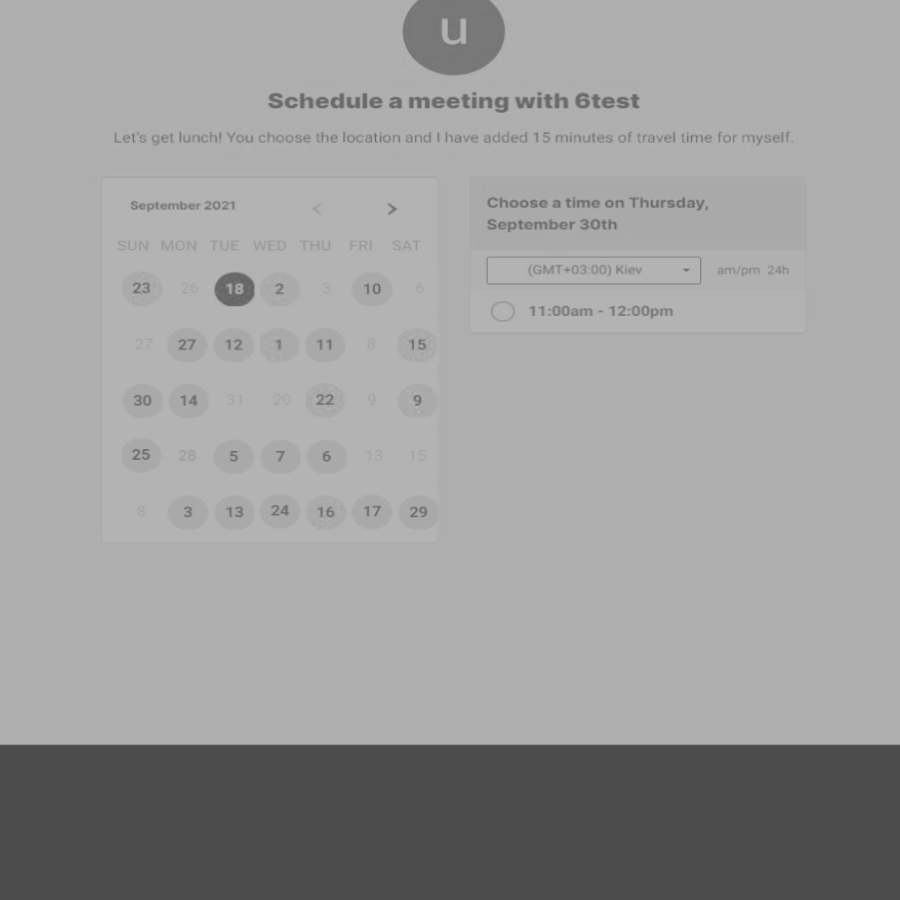 u
Schedule a meeting with 6test
Let's get lunch! You choose the location and I have added 15 minutes of travel time for myself.
September 2021 < >
SUN MON TUE WED THU FRI SAT
23 26 18 2 3 10 6
27 27 12 1 11 8 15
30 14 31 20 22 9 9
25 28 5 7 6 13 15
8 3 13 24 16 17 29
Choose a time on Thursday,
September 30th
(GMT+03:00) Kiev am/pm 24h
11:00am - 12:00pm